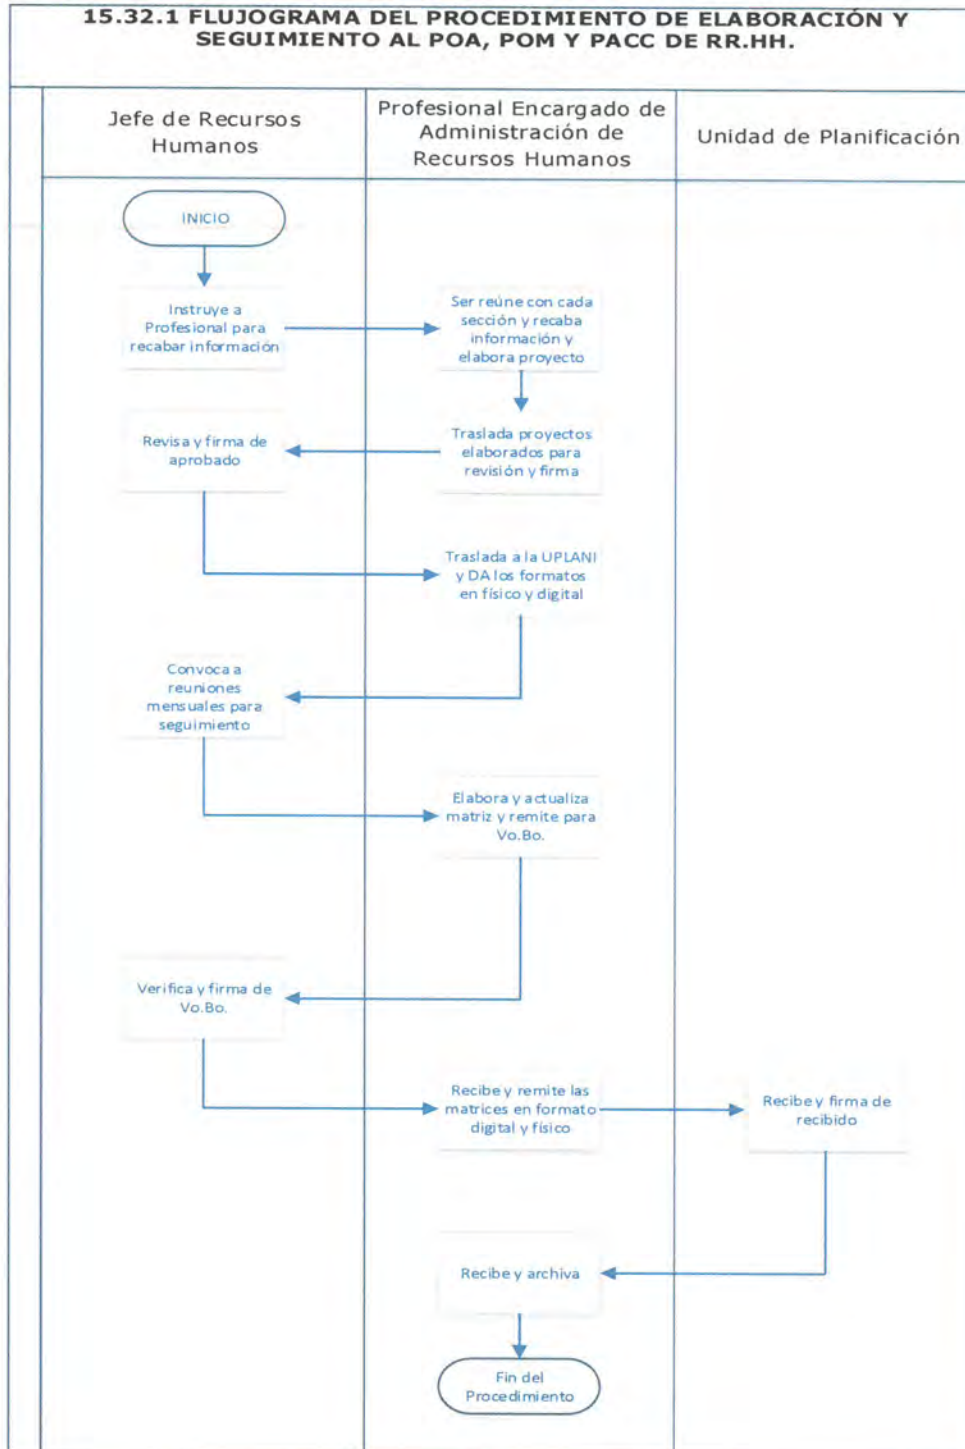 15.32.1 FLUJOGRAMA DEL PROCEDIMIENTO DE ELABORACIÓN Y
SEGUIMIENTO AL POA, POM Y PACC DE RR.HH.
Jefe de Recursos
Humanos
Profesional Encargado de
Administración de
Recursos Humanos
Unidad de Planificación
INICIO
Instruye a
Profesional para
recabar información
Ser reúne con cada
sección y recaba
información y
elabora proyecto
Revisa y firma de
aprobado
Traslada proyectos
elaborados para
revisión y firma
Traslada a la UPLANI
y DA los formatos
en físico y digital
Convoca a
reuniones
mensuales para
seguimiento
Elabora y actualiza
matriz y remite para
Vo.Bo.
Verifica y firma de
Vo.Bo.
Recibe y remite las
matrices en formato
digital y físico
Recibe y firma de
recibido
Recibe y archiva
Fin del
Procedimiento